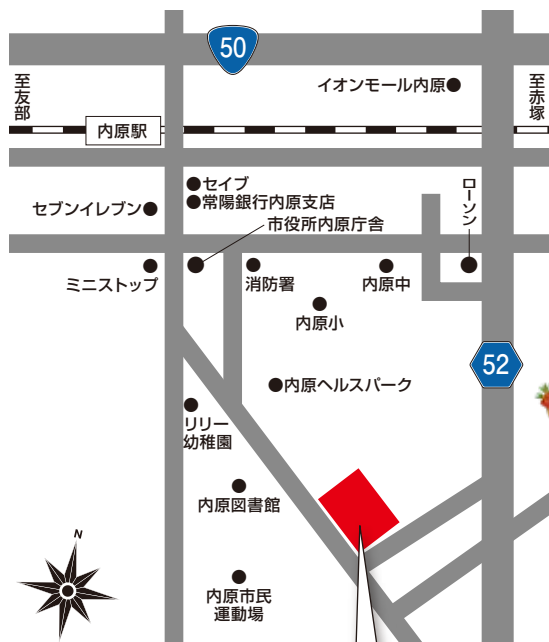 50
至友部
イオンモール内原
至赤塚
内原駅
セイブ
常陽銀行内原支店
セブンイレブン
市役所内原庁舎
ローソン
ミニストップ
消防署
内原中
内原小
52
内原ヘルスパーク
リリー
幼稚園
内原図書館
N
内原市民
運動場